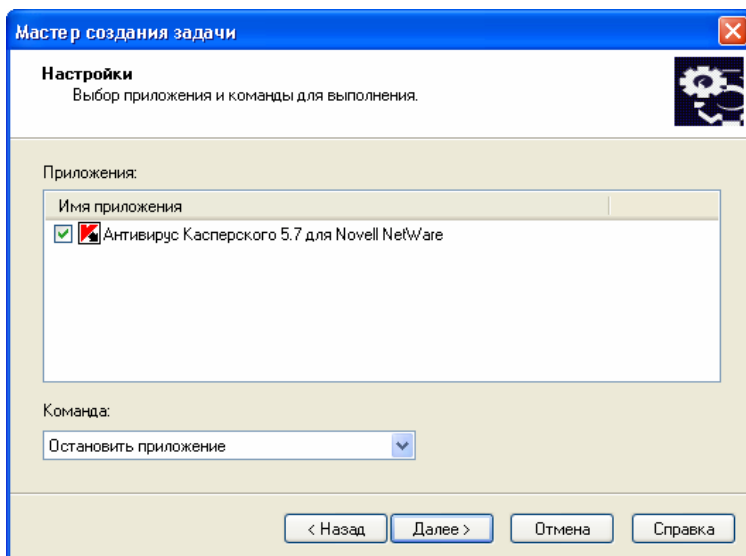 Мастер создания задачи
Настройки
Выбор приложения и команды для выполнения.
Приложения:
Имя приложения
Антивирус Касперского 5.7 для Novell NetWare
Команда:
Остановить приложение
< Назад Далее > Отмена Справка